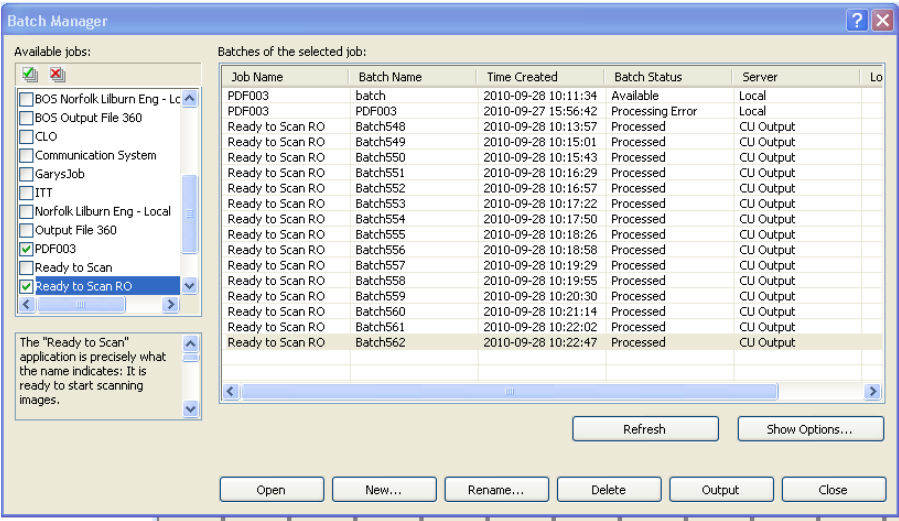 Batch Manager
Available jobs:
Batches of the selected job:
BOS Norfolk Lilburn Eng - Lc
BOS Output File 360
CLO
Communication System
GarysJob
ITT
Norfolk Lilburn Eng - Local
Output File 360
PDF003
Ready to Scan
Ready to Scan RO
The "Ready to Scan"
application is precisely what
the name indicates: It is
ready to start scanning
images.
Job Name Batch Name Time Created Batch Status Server Lo
PDF003 batch 2010-09-28 10:11:34 Available Local
PDF003 PDF003 2010-09-27 15:56:42 Processing Error Local
Ready to Scan RO Batch548 2010-09-28 10:13:57 Processed CU Output
Ready to Scan RO Batch549 2010-09-28 10:15:01 Processed CU Output
Ready to Scan RO Batch550 2010-09-28 10:15:43 Processed CU Output
Ready to Scan RO Batch551 2010-09-28 10:16:29 Processed CU Output
Ready to Scan RO Batch552 2010-09-28 10:16:57 Processed CU Output
Ready to Scan RO Batch553 2010-09-28 10:17:22 Processed CU Output
Ready to Scan RO Batch554 2010-09-28 10:17:50 Processed CU Output
Ready to Scan RO Batch555 2010-09-28 10:18:26 Processed CU Output
Ready to Scan RO Batch556 2010-09-28 10:18:58 Processed CU Output
Ready to Scan RO Batch557 2010-09-28 10:19:29 Processed CU Output
Ready to Scan RO Batch558 2010-09-28 10:19:55 Processed CU Output
Ready to Scan RO Batch559 2010-09-28 10:20:30 Processed CU Output
Ready to Scan RO Batch560 2010-09-28 10:21:14 Processed CU Output
Ready to Scan RO Batch561 2010-09-28 10:22:02 Processed CU Output
Ready to Scan RO Batch562 2010-09-28 10:22:47 Processed CU Output
Refresh Show Options...
Open New... Rename... Delete Output Close